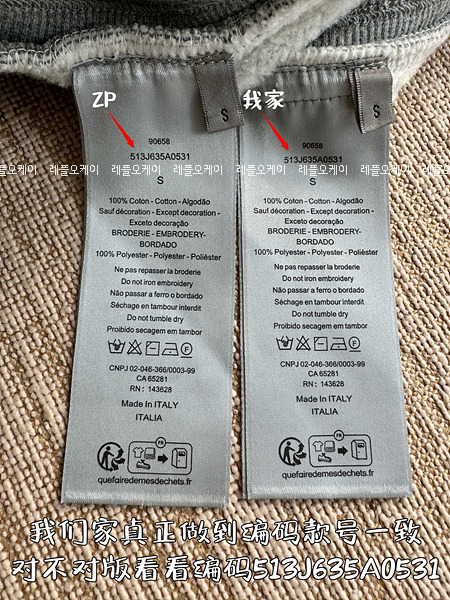 ZP
我家
S
S
90658
513J635A0531
레플오케이 레플오케이 레플오케이 레플오케이 레플오케이 레플오케이 레플오케이
S
100% Coton - Cotton - Algodão
Sauf décoration - Except decoration -
Exceto decoração
BRODERIE - EMBRODERY-
BORDADO
100% Polyester - Polyester - Poliéster
Ne pas repasser la broderie
Do not iron embroidery
Não passar a ferro o bordado
Séchage en tambour interdit
Do not tumble dry
Proibido secagem em tambor
CNPJ 02-046-366/0003-99
CA 65281
RN : 143628
Made In ITALY
ITALIA
FR
quefairedemesdechets.fr
90658
513J635A0531
S
100% Coton - Cotton - Algodão
Sauf décoration - Except decoration -
Exceto decoração
BRODERIE - EMBRODERY-
BORDADO
100% Polyester - Polyester - Poliéster
Ne pas repasser la broderie
Do not iron embroidery
Não passar a ferro o bordado
Séchage en tambour interdit
Do not tumble dry
Proibido secagem em tambor
CNPJ 02-046-366/0003-99
CA 65281
RN : 143628
Made In ITALY
ITALIA
FR
quefairedemesdechets.fr
我们家真正做到编码款号一致
对不对版看看编码513J635A0531